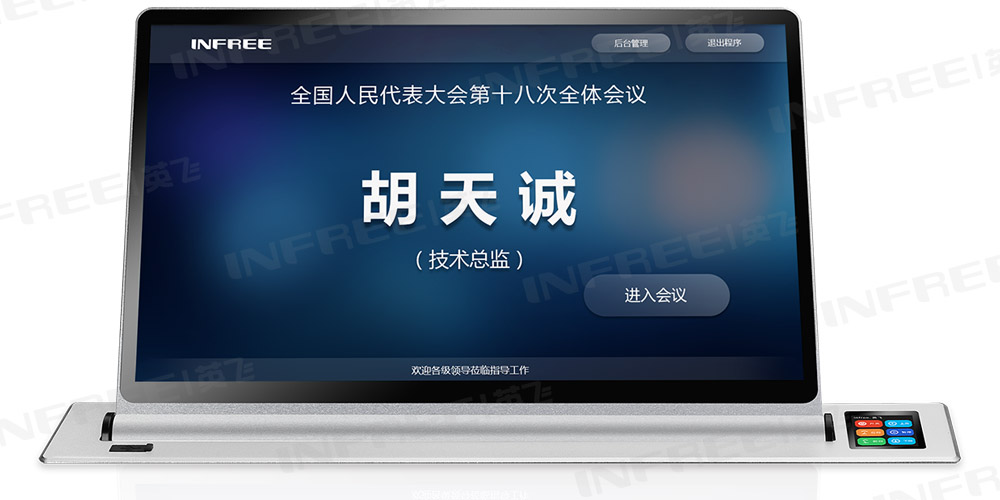 INFREE
后台管理
退出程序
全国人民代表大会第十八次全体会议
胡天诚
（技术总监）
进入会议
欢迎各级领导莅临指导工作
INFREE 英飞